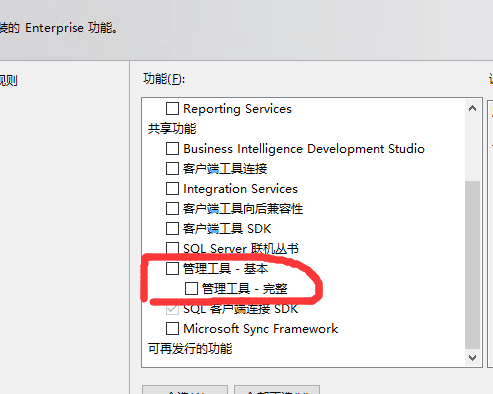 装的 Enterprise 功能。
规则
功能(F):
Reporting Services
共享功能
Business Intelligence Development Studio
客户端工具连接
Integration Services
客户端工具向后兼容性
客户端工具 SDK
SQL Server 联机丛书
管理工具 - 基本
管理工具 - 完整
SQL 客户端连接 SDK
Microsoft Sync Framework
可再发行的功能